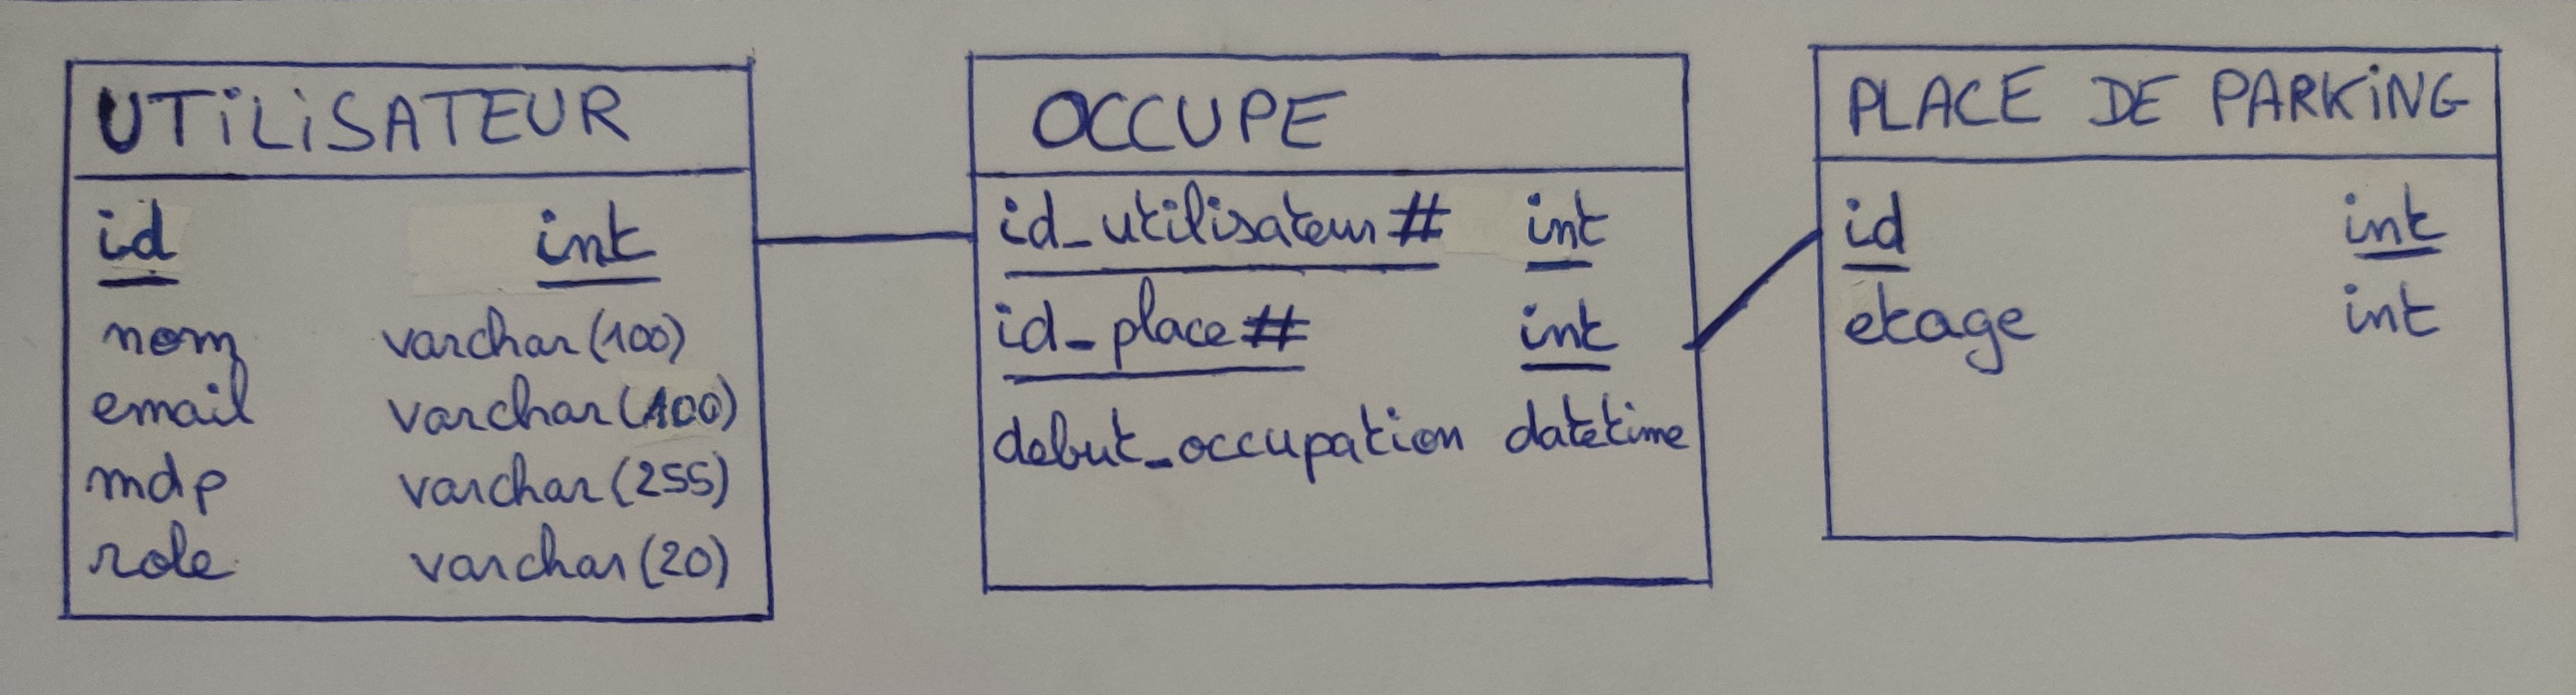 UTiLiSATEUR
id int
nom varchar(100)
email varchar(100)
mdp varchar(255)
role varchar(20)
OCCUPE
id_utilisateur# int
id_place# int
debut_occupation datetime
PLACE DE PARKiNG
id int
etage int